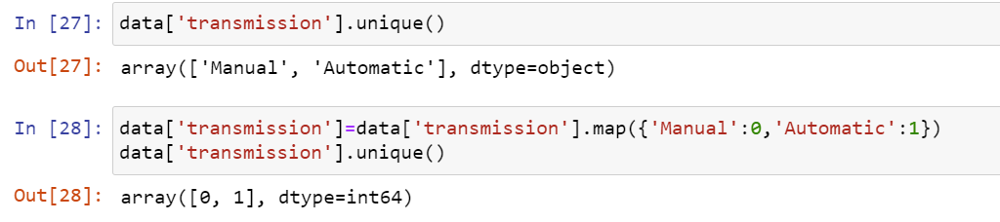 In [27]: data['transmission'].unique()
Out[27]: array(['Manual', 'Automatic'], dtype=object)
In [28]: data['transmission']=data['transmission'].map({'Manual':0,'Automatic':1})
data['transmission'].unique()
Out[28]: array([0, 1], dtype=int64)